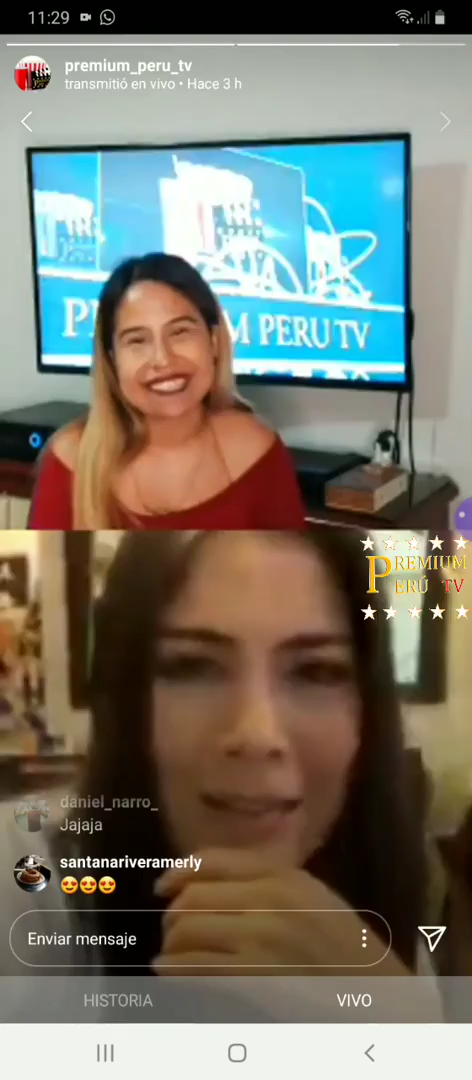 11:29
premium_peru_tv
transmitió en vivo • Hace 3 h
PREMIUM PERU TV
PREMIUM
PERÚ TV
daniel_narro_
Jajaja
santanariveramerly
😍😍😍
Enviar mensaje
HISTORIA
VIVO